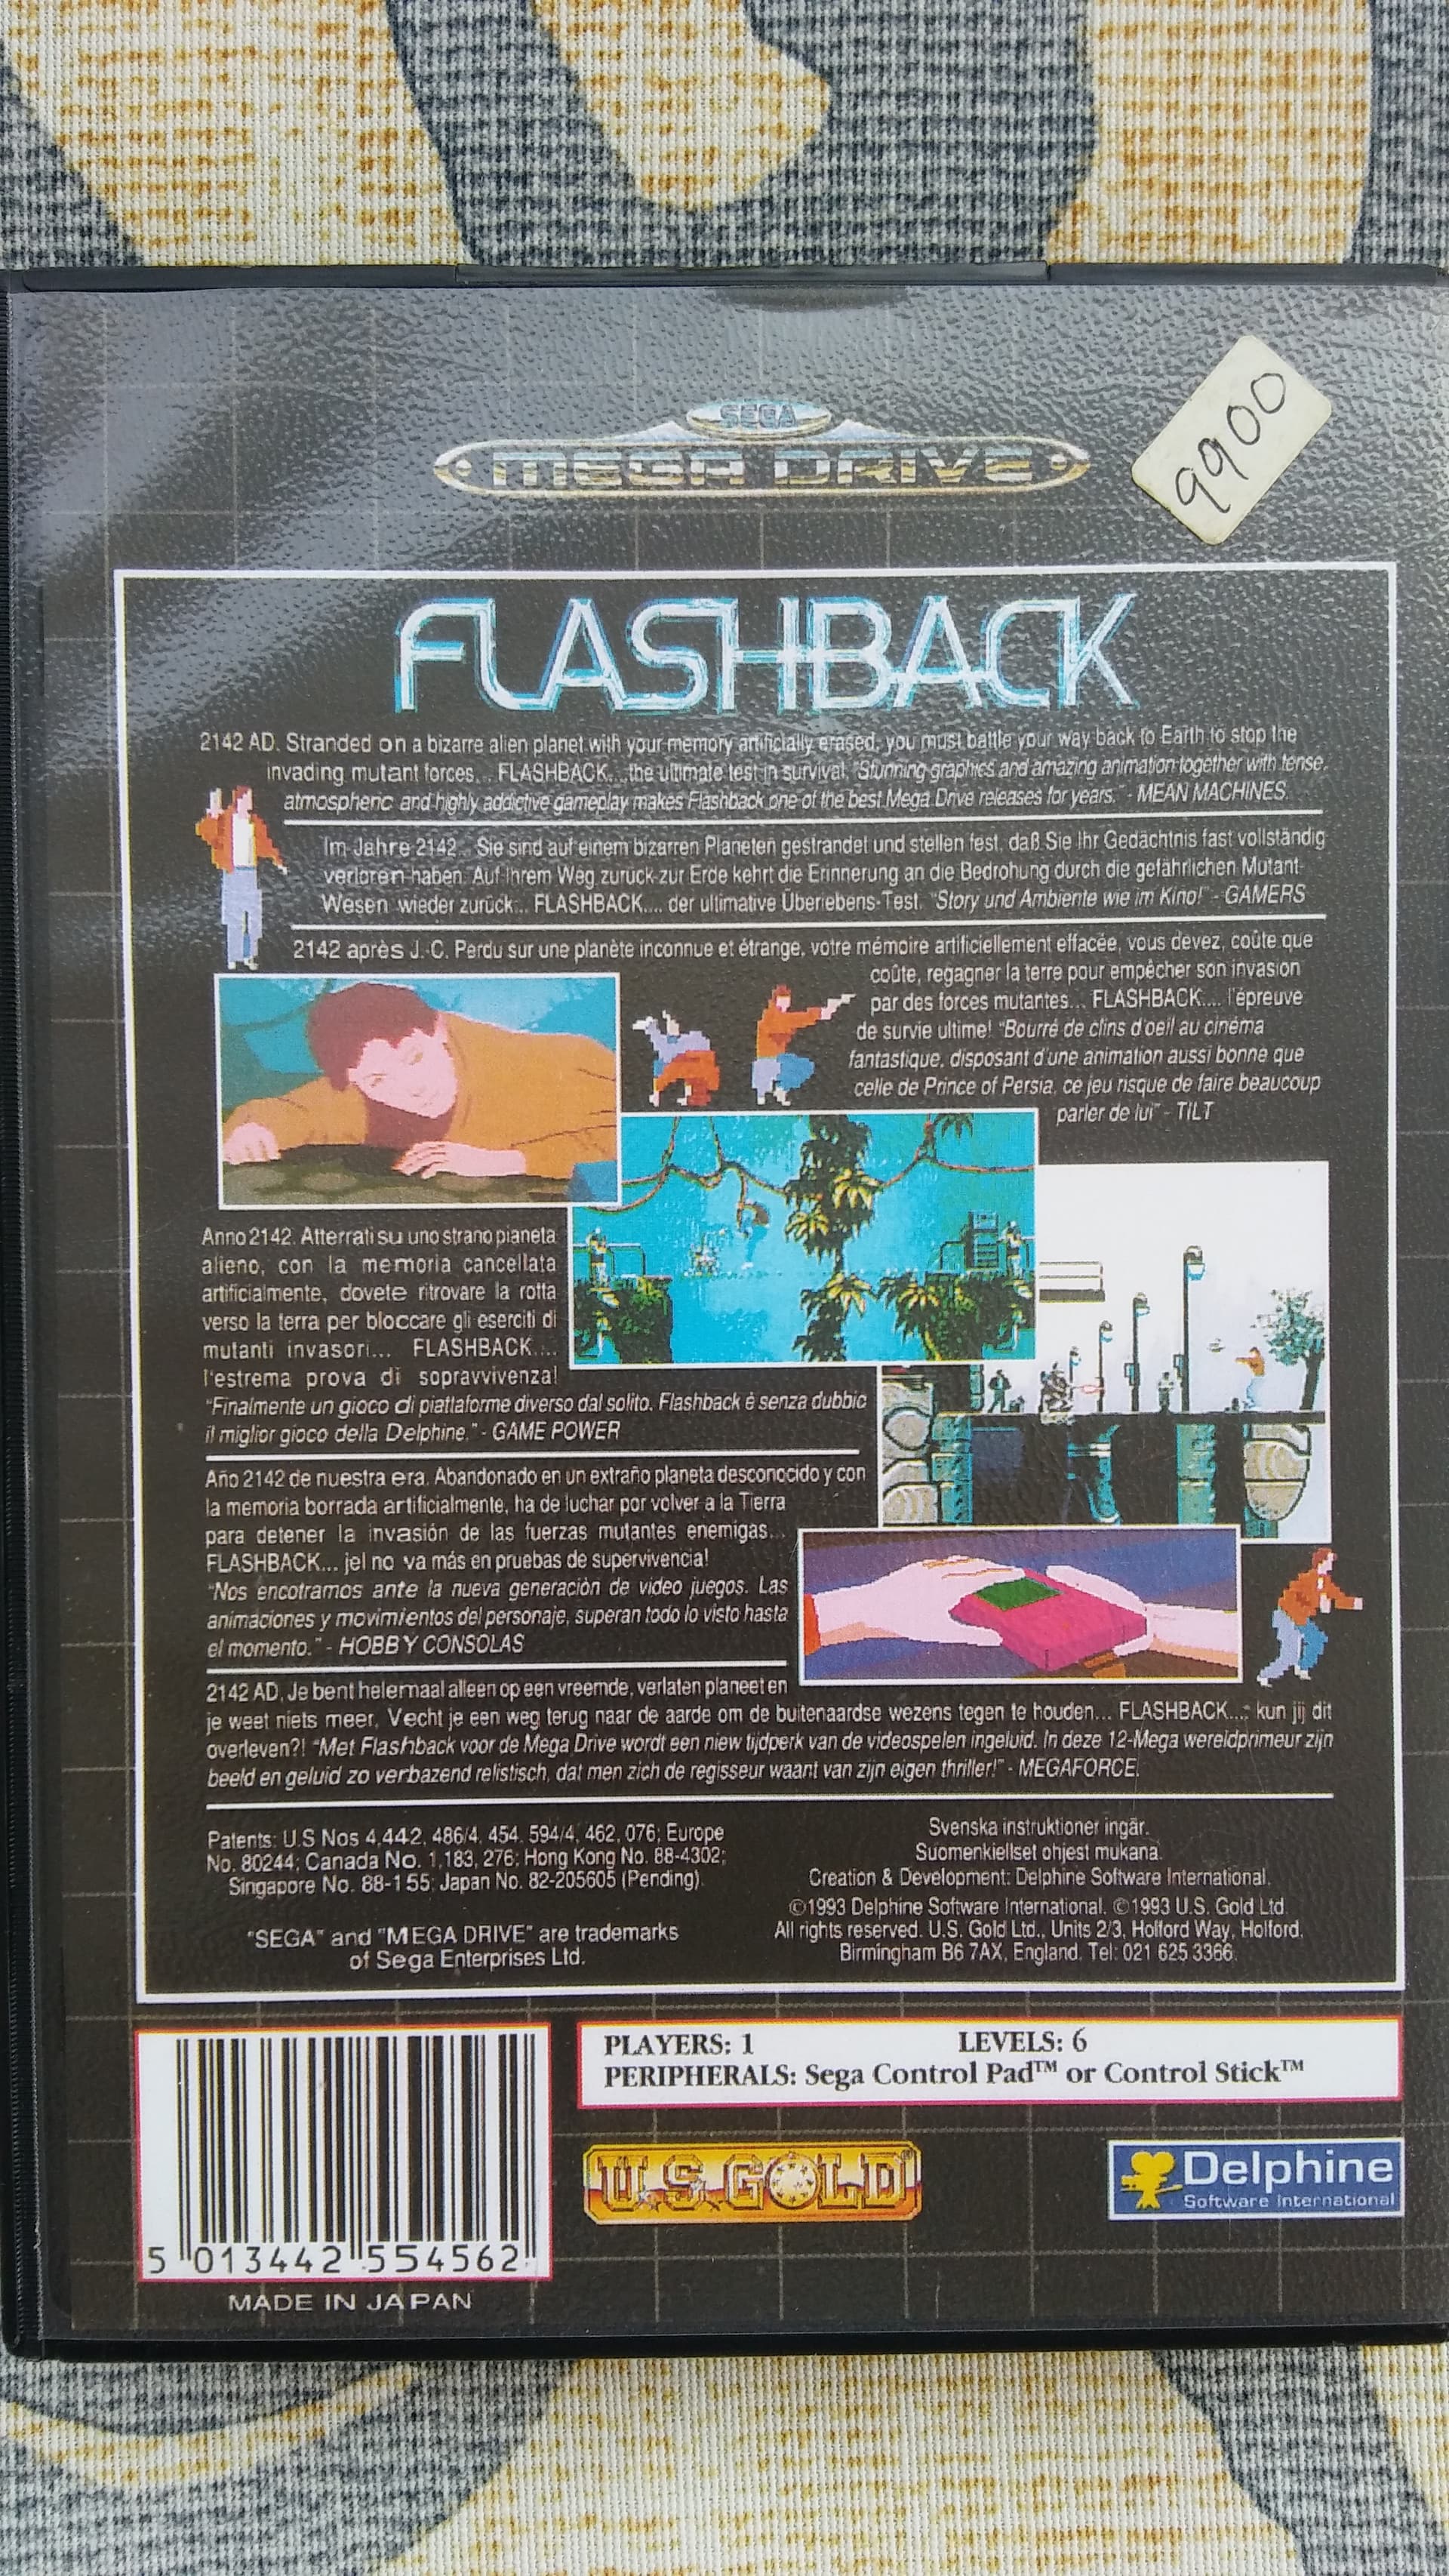 SEGA
MEGA DRIVE
9900
FLASHBACK
2142 AD. Stranded on a bizarre alien planet with your memory artificially erased, you must battle your way back to Earth to stop the
invading mutant forces... FLASHBACK....the ultimate test in survival. "Stunning graphics and amazing animation together with tense,
atmospheric and highly addictive gameplay makes Flashback one of the best Mega Drive releases for years." - MEAN MACHINES.
Im Jahre 2142... Sie sind auf einem bizarren Planeten gestrandet und stellen fest, daß Sie Ihr Gedächtnis fast vollständig
verloren haben. Auf Ihrem Weg zurück zur Erde kehrt die Erinnerung an die Bedrohung durch die gefährlichen Mutant-
Wesen wieder zurück... FLASHBACK.... der ultimative Überlebens-Test. "Story und Ambiente wie im Kino!" - GAMERS
2142 après J.-C. Perdu sur une planète inconnue et étrange, votre mémoire artificiellement effacée, vous devez, coûte que
coûte, regagner la terre pour empêcher son invasion
par des forces mutantes... FLASHBACK.... l'épreuve
de survie ultime! "Bourré de clins d'oeil au cinéma
fantastique, disposant d'une animation aussi bonne que
celle de Prince of Persia, ce jeu risque de faire beaucoup
parler de lui" - TILT
Anno 2142. Atterrati su uno strano pianeta
alieno, con la memoria cancellata
artificialmente, dovete ritrovare la rotta
verso la terra per bloccare gli eserciti di
mutanti invasori... FLASHBACK....
l'estrema prova di sopravvivenza!
"Finalmente un gioco di piattaforme diverso dal solito. Flashback è senza dubbic
il miglior gioco della Delphine." - GAME POWER
Año 2142 de nuestra era. Abandonado en un extraño planeta desconocido y con
la memoria borrada artificialmente, ha de luchar por volver a la Tierra
para detener la invasión de las fuerzas mutantes enemigas...
FLASHBACK... ¡el no va más en pruebas de supervivencia!
"Nos encotramos ante la nueva generación de video juegos. Las
animaciones y movimientos del personaje, superan todo lo visto hasta
el momento." - HOBBY CONSOLAS
2142 AD, Je bent helemaal alleen op een vreemde, verlaten planeet en
je weet niets meer, Vecht je een weg terug naar de aarde om de buitenaardse wezens tegen te houden... FLASHBACK...: kun jij dit
overleven?! "Met Flashback voor de Mega Drive wordt een niew tijdperk van de videospelen ingeluid. In deze 12-Mega wereldprimeur zijn
beeld en geluid zo verbazend relistisch, dat men zich de regisseur waant van zijn eigen thriller!" - MEGAFORCE.
Patents: U.S Nos 4,442, 486/4, 454, 594/4, 462, 076; Europe
No. 80244; Canada No. 1,183, 276; Hong Kong No. 88-4302;
Singapore No. 88-155; Japan No. 82-205605 (Pending).
"SEGA" and "MEGA DRIVE" are trademarks
of Sega Enterprises Ltd.
Svenska instruktioner ingår.
Suomenkiellset ohjest mukana.
Creation & Development: Delphine Software International.
©1993 Delphine Software International. ©1993 U.S. Gold Ltd.
All rights reserved. U.S. Gold Ltd., Units 2/3, Holford Way, Holford,
Birmingham B6 7AX, England. Tel: 021 625 3366.
PLAYERS: 1 LEVELS: 6
PERIPHERALS: Sega Control Pad™ or Control Stick™
5 013442 554562
MADE IN JAPAN
U.S. GOLD®
Delphine
Software International